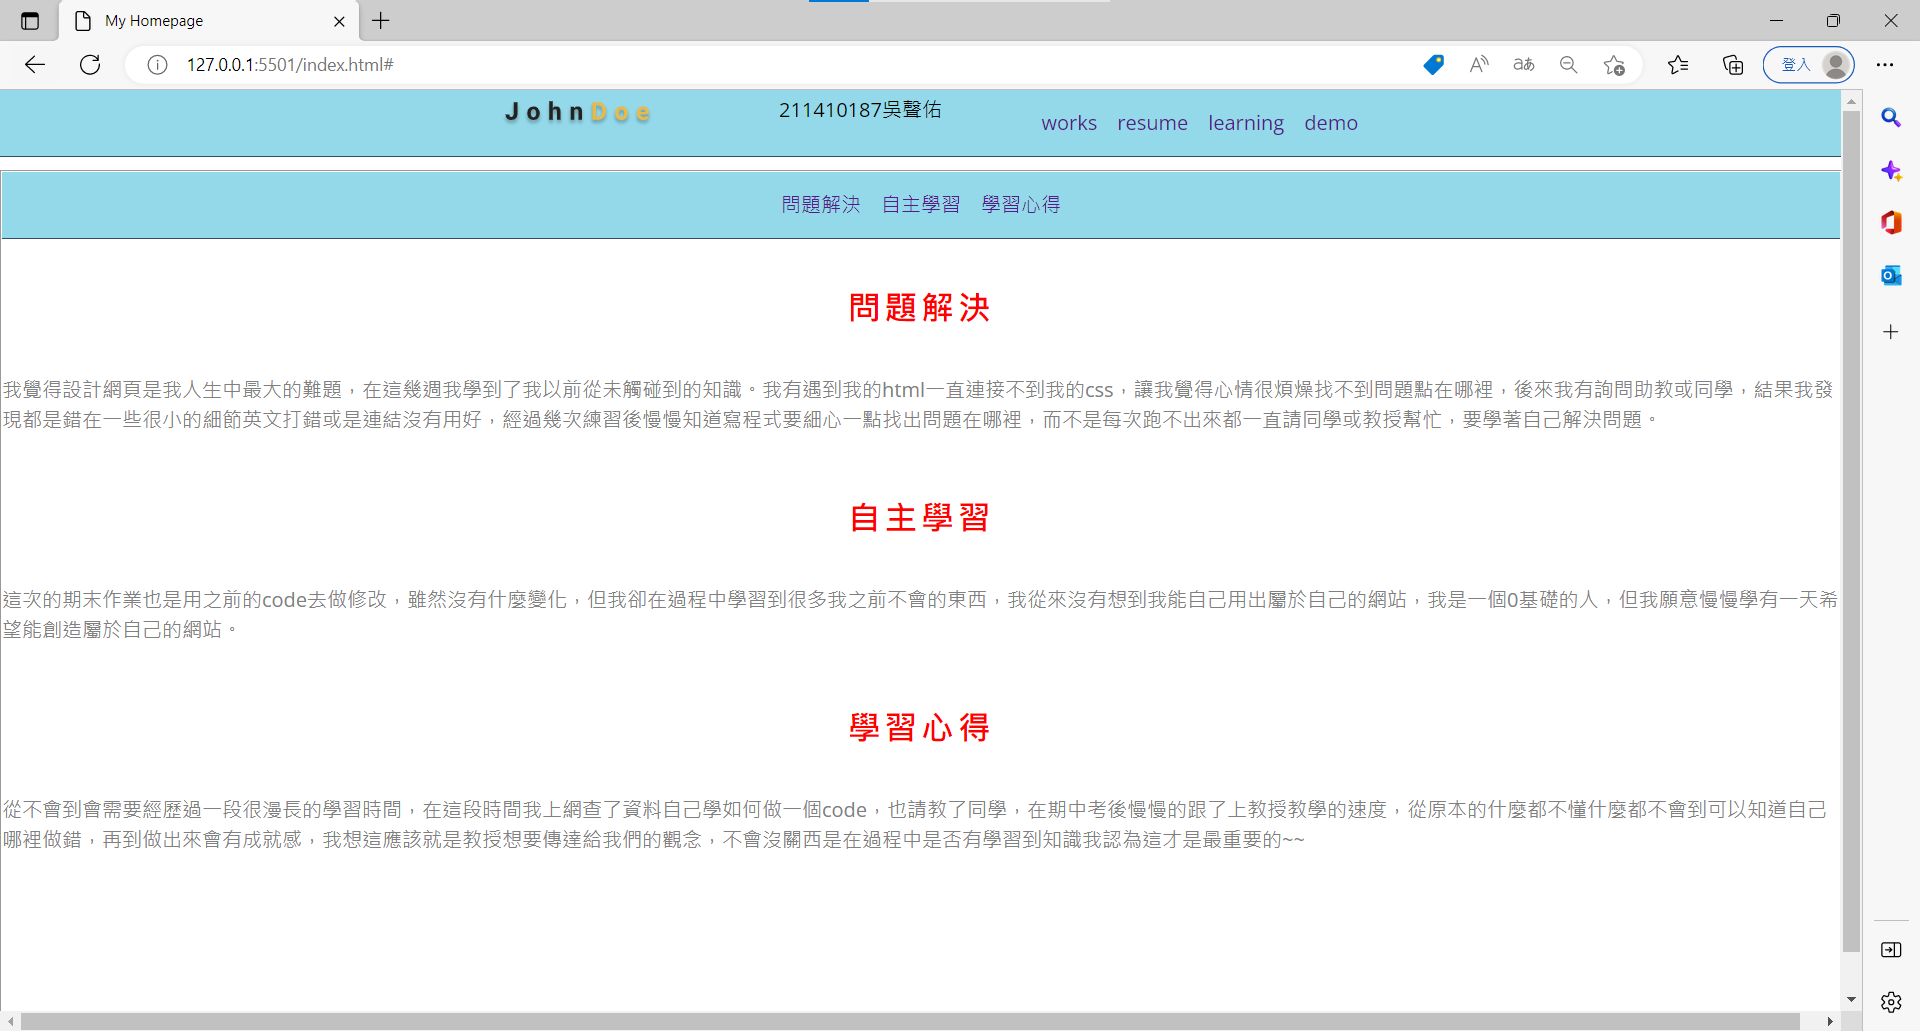 My Homepage
127.0.0.1:5501/index.html#
登入
JohnDoe
211410187吳聲佑
works resume learning demo
問題解決 自主學習 學習心得
問題解決
我覺得設計網頁是我人生中最大的難題，在這幾週我學到了我以前從未觸碰到的知識。我有遇到我的html一直連接不到我的css，讓我覺得心情很煩燥找不到問題點在哪裡，後來我有詢問助教或同學，結果我發
現都是錯在一些很小的細節英文打錯或是連結沒有用好，經過幾次練習後慢慢知道寫程式要細心一點找出問題在哪裡，而不是每次跑不出來都一直請同學或教授幫忙，要學著自己解決問題。
自主學習
這次的期末作業也是用之前的code去做修改，雖然沒有什麼變化，但我卻在過程中學習到很多我之前不會的東西，我從來沒有想到我能自己用出屬於自己的網站，我是一個0基礎的人，但我願意慢慢學有一天希
望能創造屬於自己的網站。
學習心得
從不會到會需要經歷過一段很漫長的學習時間，在這段時間我上網查了資料自己學如何做一個code，也請教了同學，在期中考後慢慢的跟了上教授教學的速度，從原本的什麼都不懂什麼都不會到可以知道自己
哪裡做錯，再到做出來會有成就感，我想這應該就是教授想要傳達給我們的觀念，不會沒關西是在過程中是否有學習到知識我認為這才是最重要的~~